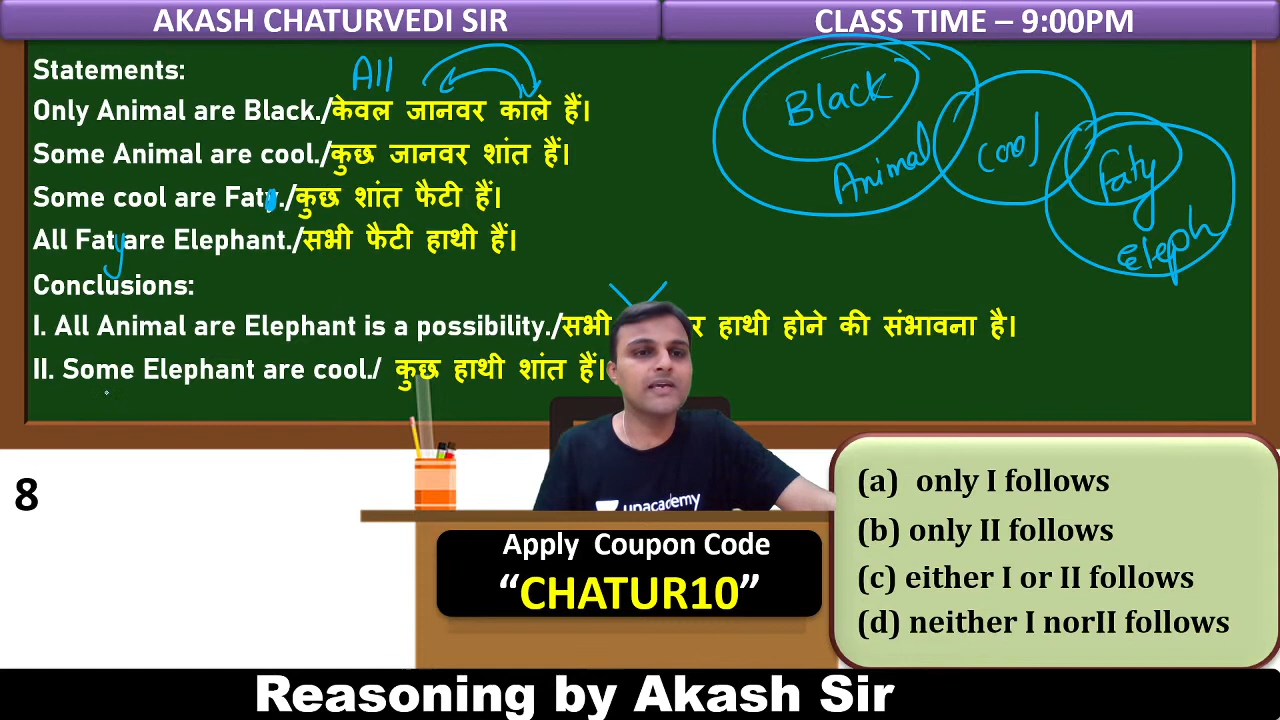 AKASH CHATURVEDI SIR
CLASS TIME – 9:00PM
Statements:
All
Only Animal are Black./केवल जानवर काले हैं।
Some Animal are cool./कुछ जानवर शांत हैं।
Some cool are Faty./कुछ शांत फैटी हैं।
All Faty are Elephant./सभी फैटी हाथी हैं।
Conclusions:
I. All Animal are Elephant is a possibility./सभी हाथी होने की संभावना है।
II. Some Elephant are cool./ कुछ हाथी शांत हैं।
Black
Animal
Cool
Faty
Eleph
8
unacademy
Apply Coupon Code
“CHATUR10”
(a) only I follows
(b) only II follows
(c) either I or II follows
(d) neither I norII follows
Reasoning by Akash Sir